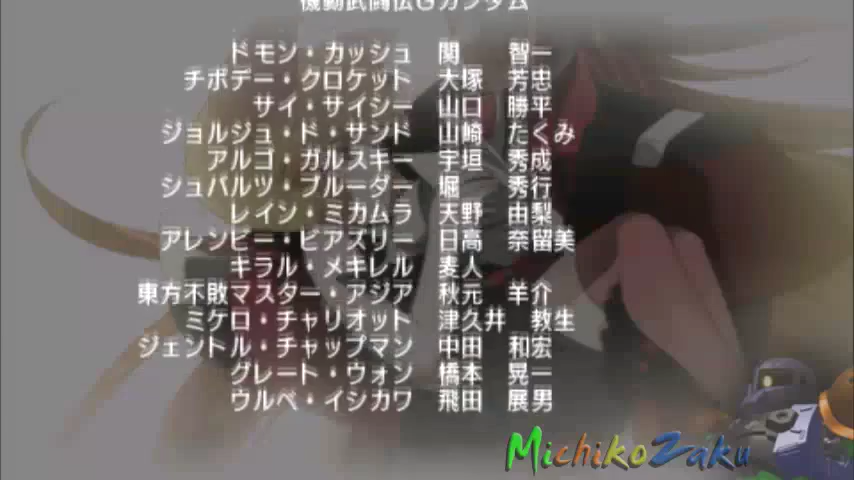 機動武闘伝Gガンダム
ドモン・カッシュ 関 智一
チボデー・クロケット 大塚 芳忠
サイ・サイシー 山口 勝平
ジョルジュ・ド・サンド 山崎 たくみ
アルゴ・ガルスキー 宇垣 秀成
シュバルツ・ブルーダー 堀 秀行
レイン・ミカムラ 天野 由梨
アレンビー・ビアズリー 日高 奈留美
キラル・メキレル 麦人
東方不敗マスター・アジア 秋元 羊介
ミケロ・チャリオット 津久井 教生
ジェントル・チャップマン 中田 和宏
グレート・ウォン 橋本 晃一
ウルベ・イシカワ 飛田 展男
MichikoZaku